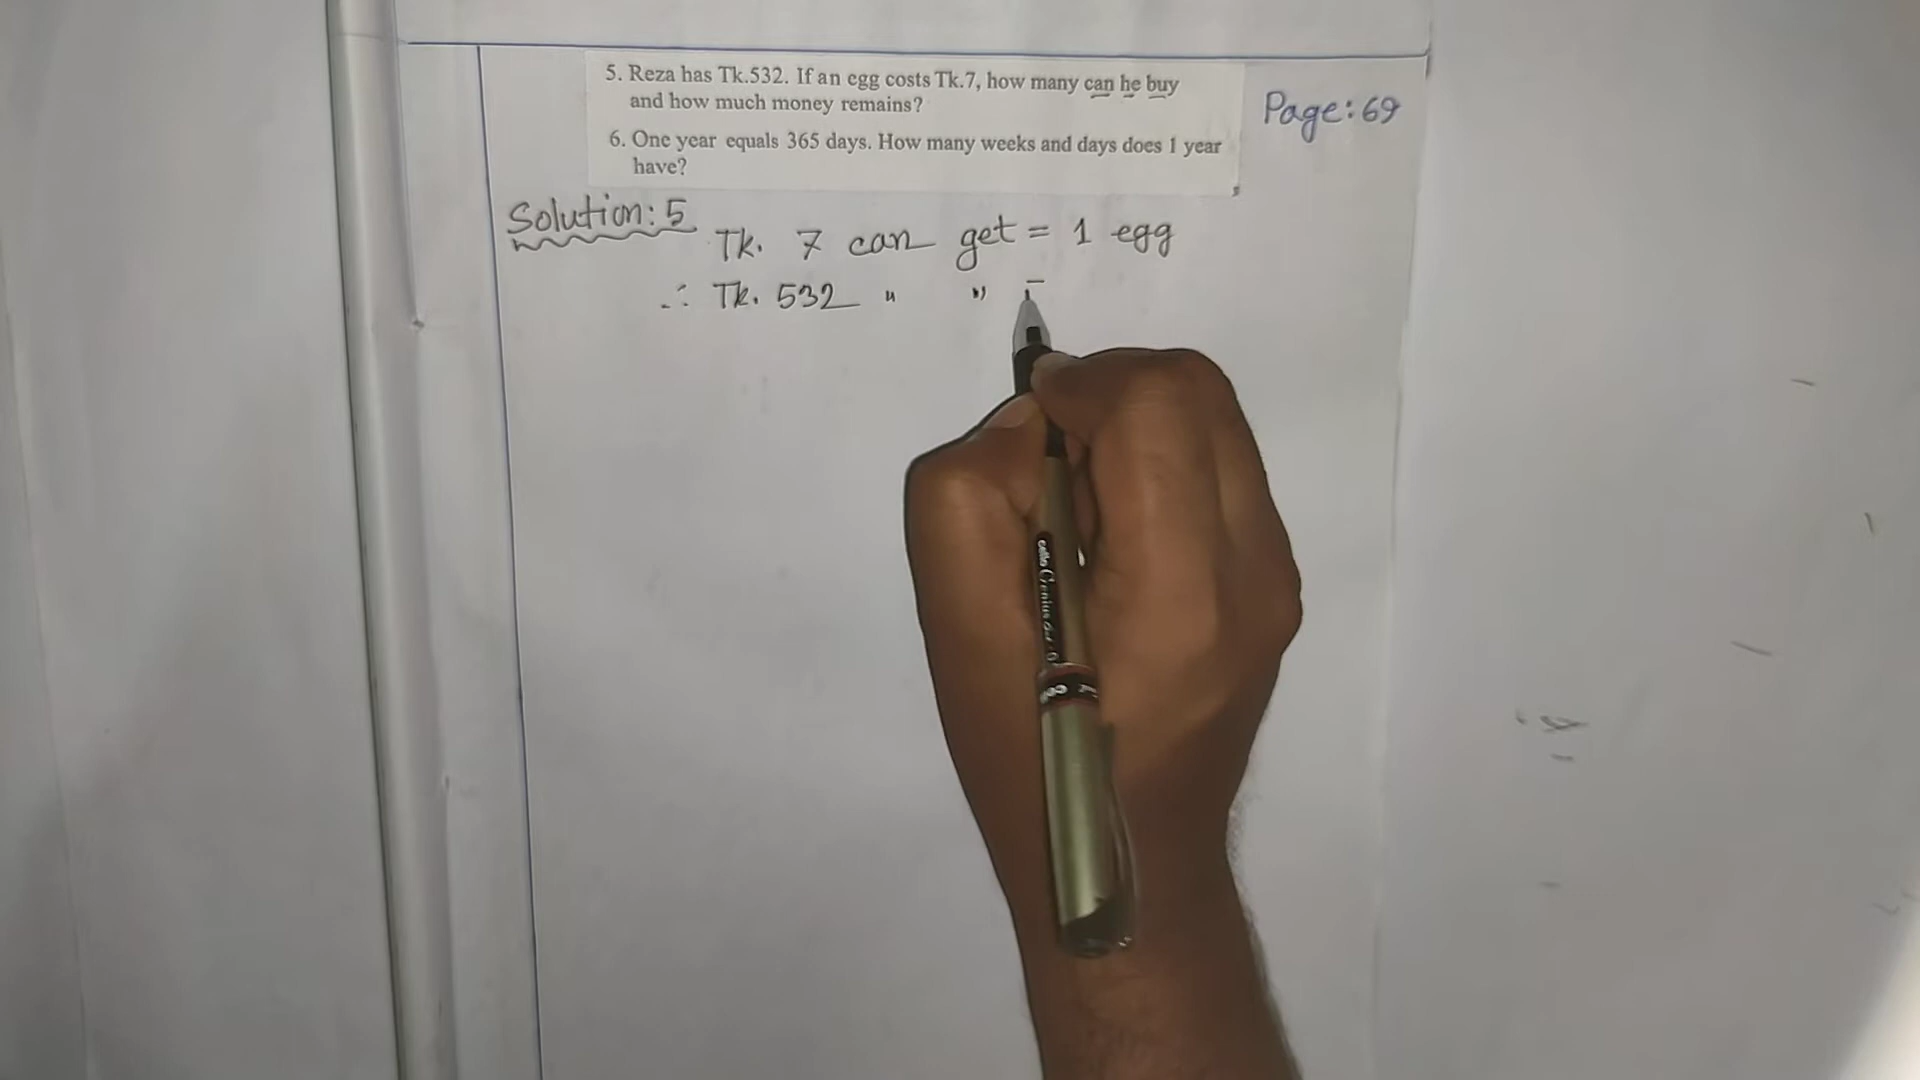 5. Reza has Tk.532. If an egg costs Tk.7, how many can he buy
and how much money remains?
6. One year equals 365 days. How many weeks and days does 1 year
have?
Page: 69
Solution: 5
Tk. 7 can get = 1 egg
∴ Tk. 532 " "
cello